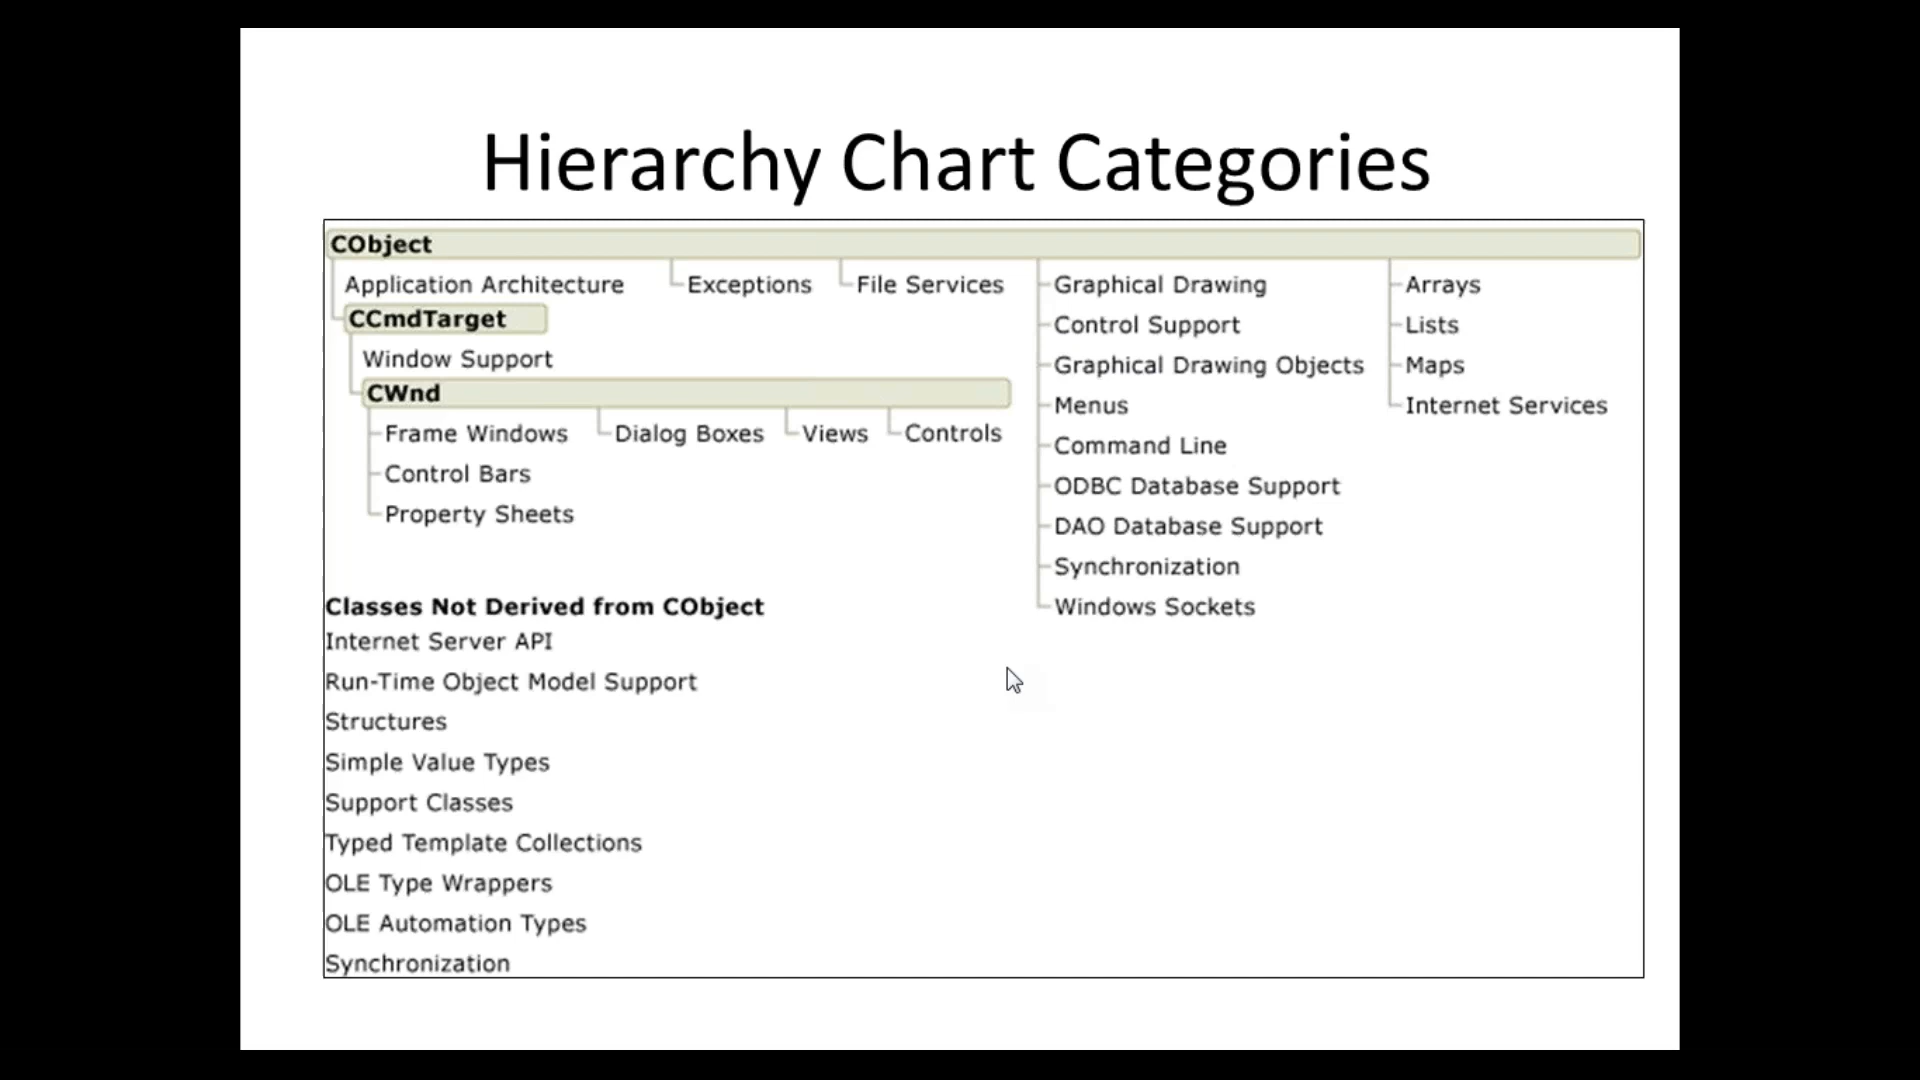 Hierarchy Chart Categories
CObject
Application Architecture
Exceptions
File Services
Graphical Drawing
Arrays
CCmdTarget
Control Support
Lists
Window Support
Graphical Drawing Objects
Maps
CWnd
Menus
Internet Services
Frame Windows
Dialog Boxes
Views
Controls
Command Line
Control Bars
ODBC Database Support
Property Sheets
DAO Database Support
Synchronization
Windows Sockets
Classes Not Derived from CObject
Internet Server API
Run-Time Object Model Support
Structures
Simple Value Types
Support Classes
Typed Template Collections
OLE Type Wrappers
OLE Automation Types
Synchronization